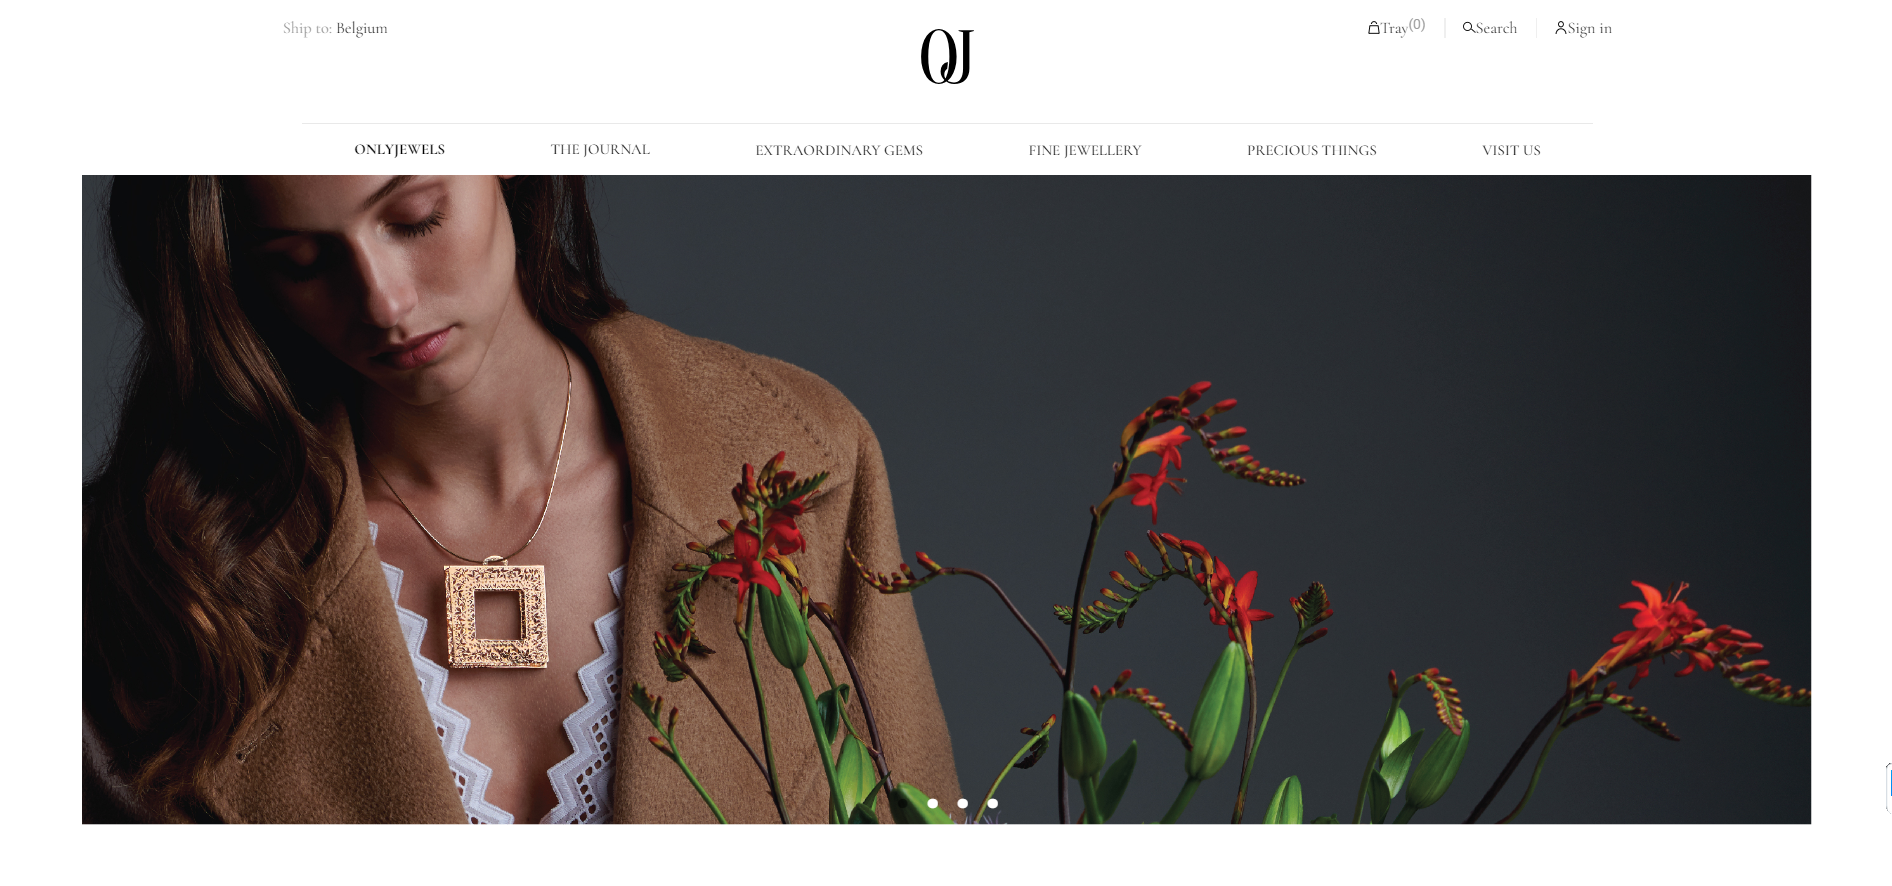 Ship to: Belgium
Tray(0)
Search
Sign in
OJ
ONLYJEWELS
THE JOURNAL
EXTRAORDINARY GEMS
FINE JEWELLERY
PRECIOUS THINGS
VISIT US